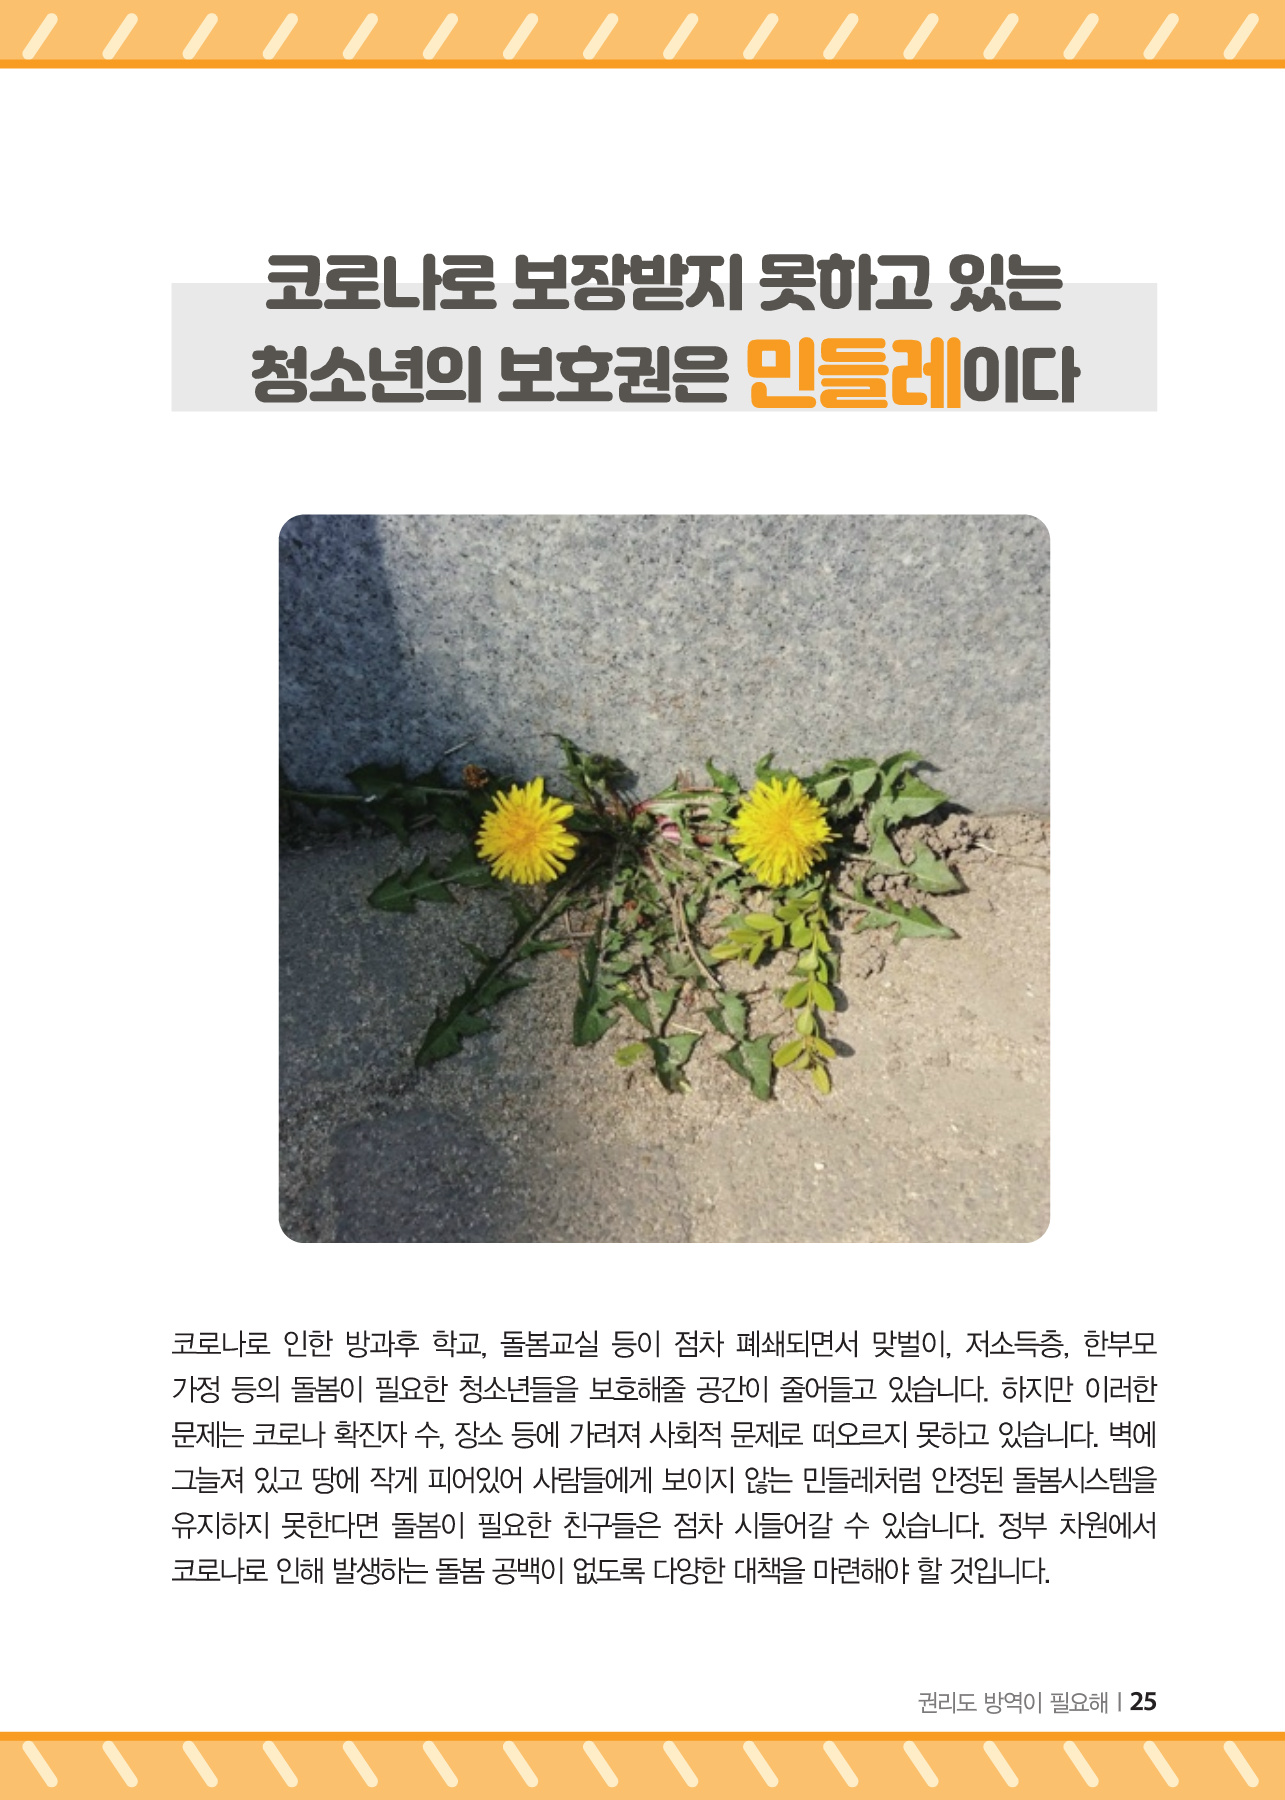 코로나로 보장받지 못하고 있는
청소년의 보호권은 민들레이다
코로나로 인한 방과후 학교, 돌봄교실 등이 점차 폐쇄되면서 맞벌이, 저소득층, 한부모
가정 등의 돌봄이 필요한 청소년들을 보호해줄 공간이 줄어들고 있습니다. 하지만 이러한
문제는 코로나 확진자 수, 장소 등에 가려져 사회적 문제로 떠오르지 못하고 있습니다. 벽에
그늘져 있고 땅에 작게 피어있어 사람들에게 보이지 않는 민들레처럼 안정된 돌봄시스템을
유지하지 못한다면 돌봄이 필요한 친구들은 점차 시들어갈 수 있습니다. 정부 차원에서
코로나로 인해 발생하는 돌봄 공백이 없도록 다양한 대책을 마련해야 할 것입니다.
권리도 방역이 필요해 | 25